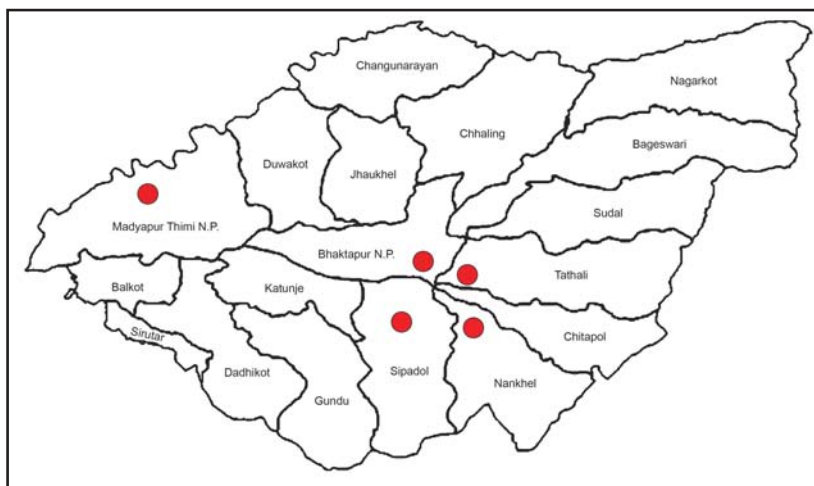 Changunarayan
Nagarkot
Chhaling
Bageswari
Duwakot
Jhaukhel
Sudal
Madyapur Thimi N.P.
Bhaktapur N.P.
Tathali
Balkot
Katunje
Sirutar
Chitapol
Dadhikot
Sipadol
Nankhel
Gundu